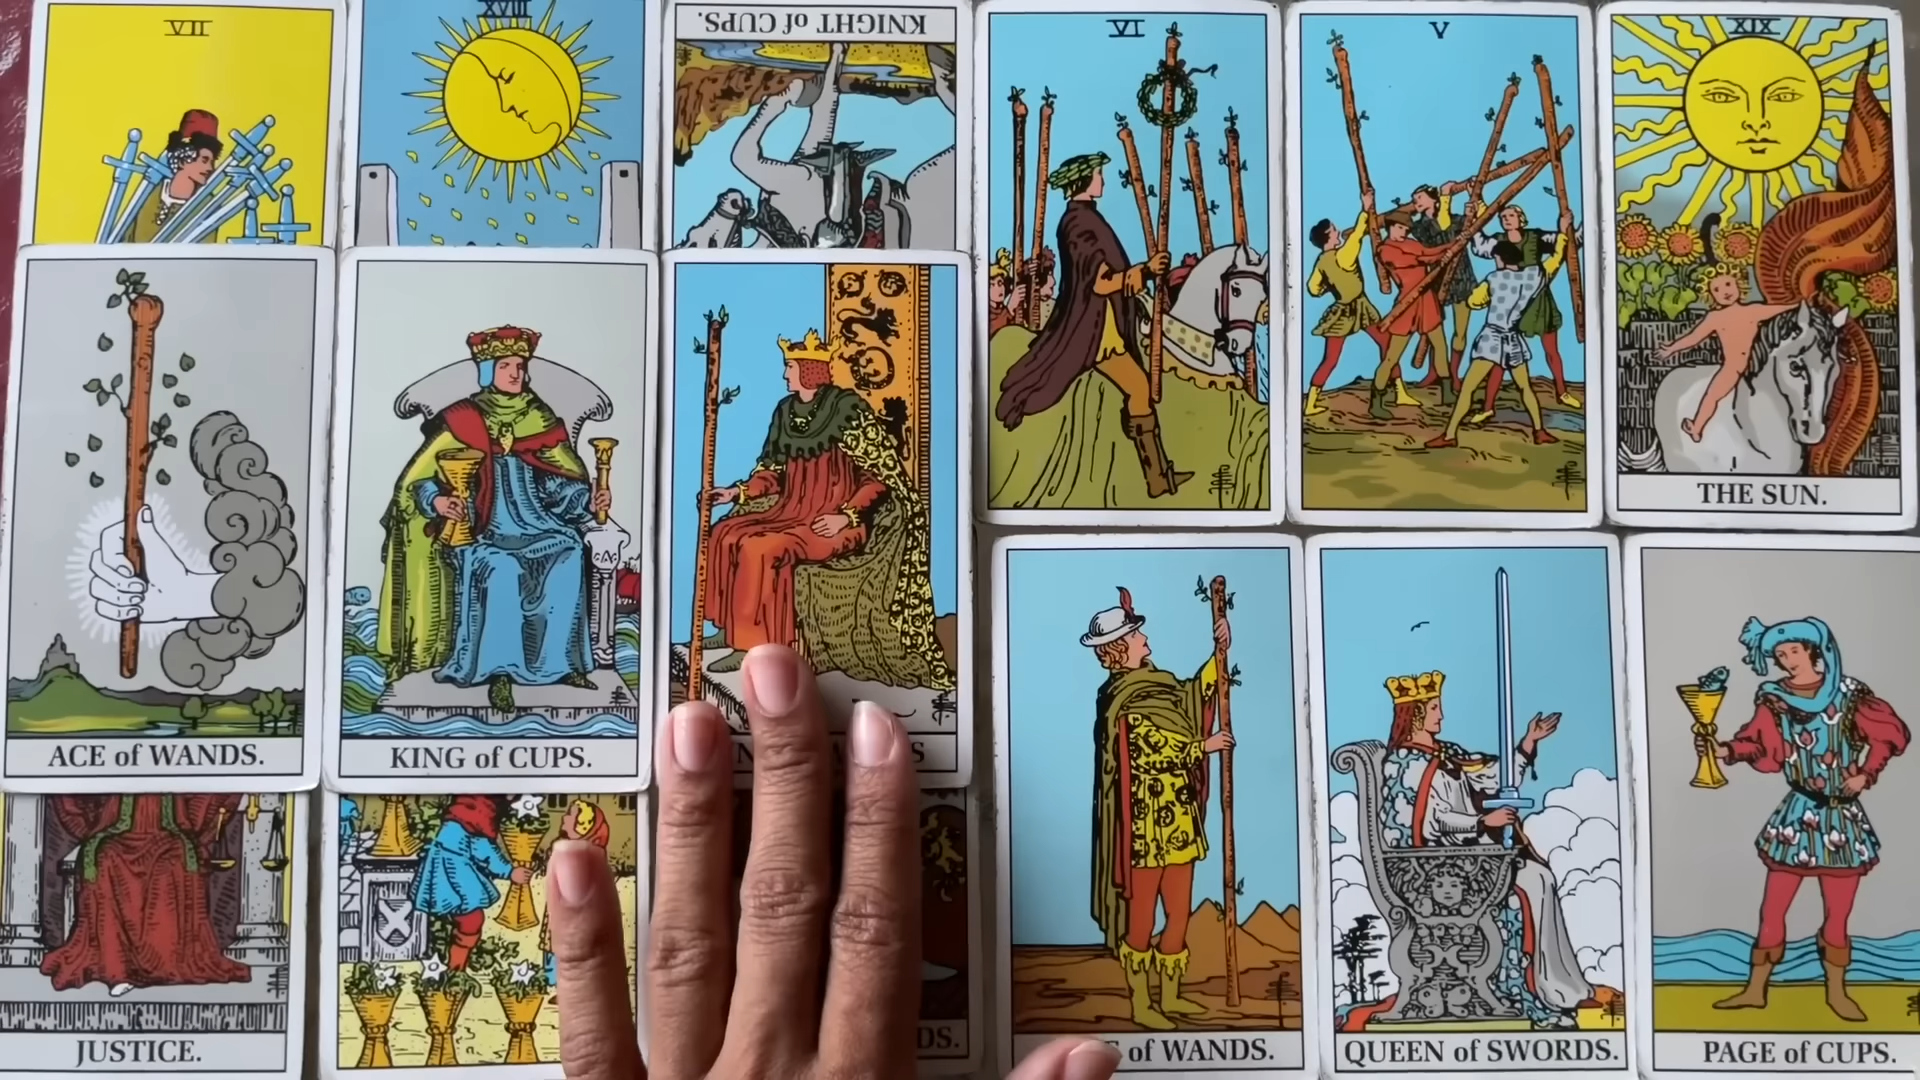 VII
XVIII
KNIGHT of CUPS.
VI
V
XIX
THE SUN.
ACE of WANDS.
KING of CUPS.
JUSTICE.
of WANDS.
QUEEN of SWORDS.
PAGE of CUPS.